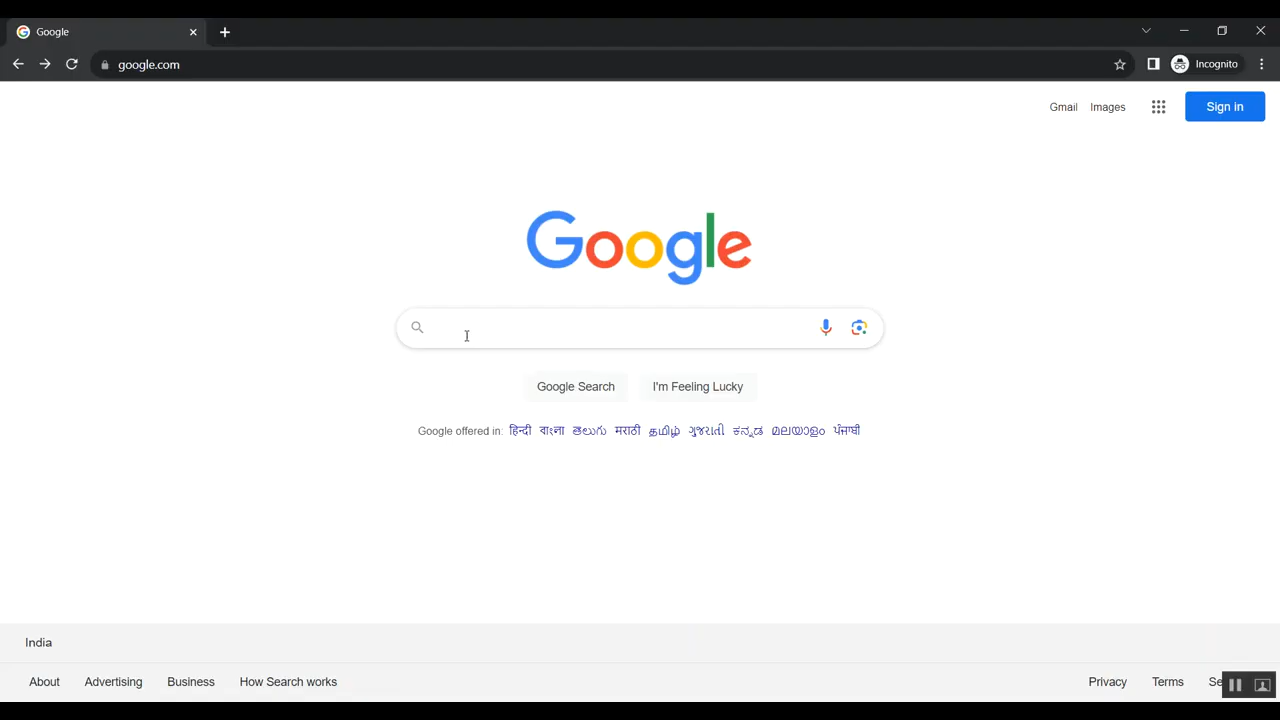 Google
google.com
Incognito
Gmail Images Sign in
Google
Google Search I'm Feeling Lucky
Google offered in: हिन्दी বাংলা తెలుగు मराठी தமிழ் ગુજરાતી ಕನ್ನಡ മലയാളം ਪੰਜਾਬੀ
India
About Advertising Business How Search works Privacy Terms Se